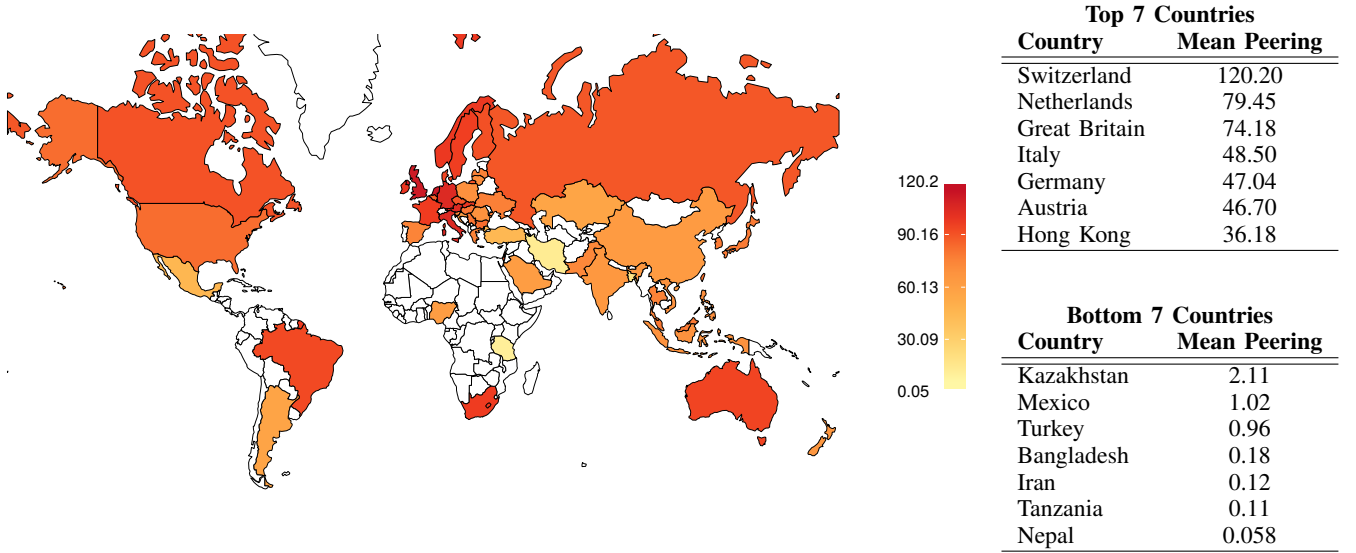 120.2
90.16
60.13
30.09
0.05
Top 7 Countries
Country Mean Peering
Switzerland 120.20
Netherlands 79.45
Great Britain 74.18
Italy 48.50
Germany 47.04
Austria 46.70
Hong Kong 36.18
Bottom 7 Countries
Country Mean Peering
Kazakhstan 2.11
Mexico 1.02
Turkey 0.96
Bangladesh 0.18
Iran 0.12
Tanzania 0.11
Nepal 0.058